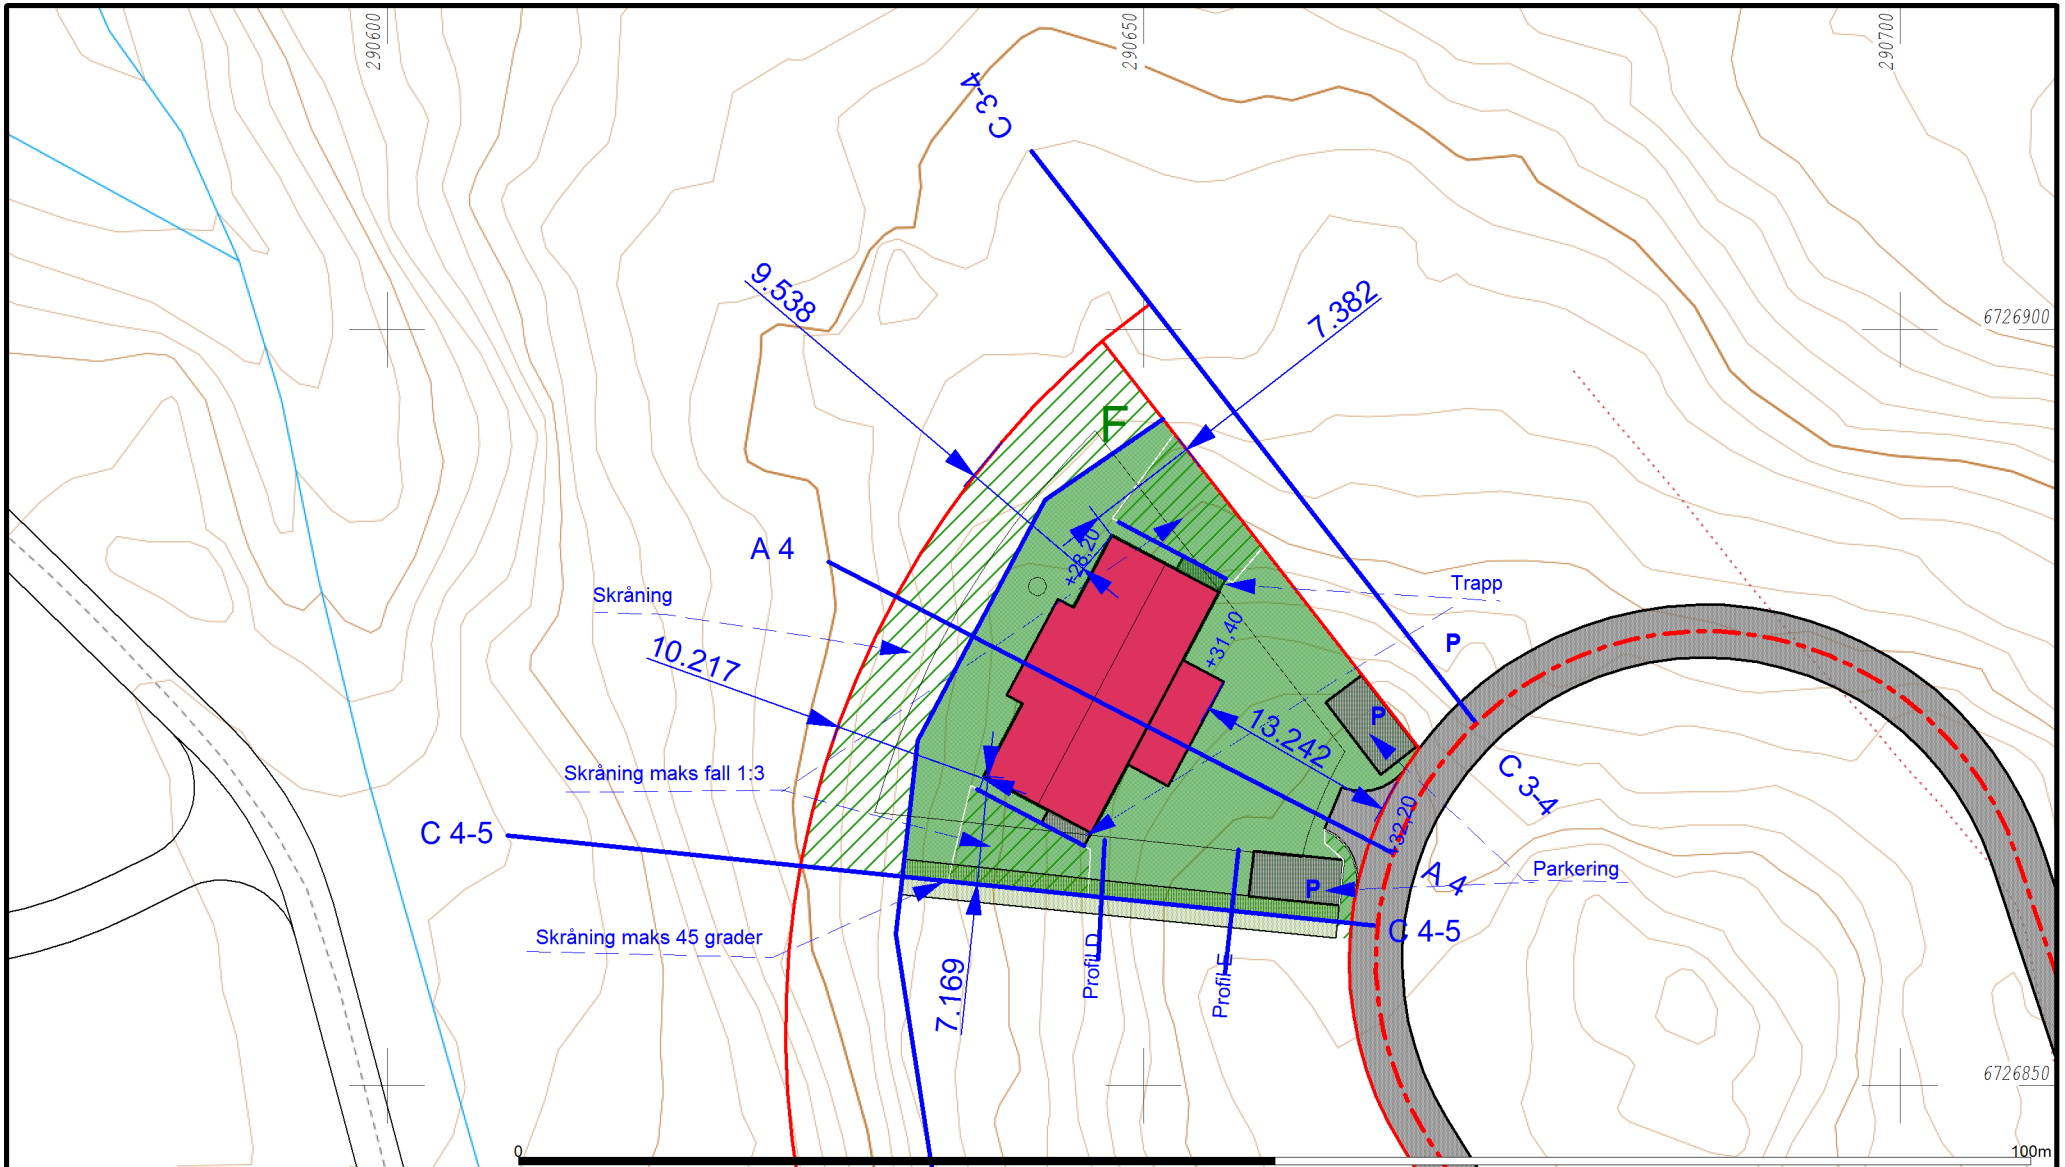 290600
290650
290700
C 3-4
9.538
7.382
6726900
F
A 4
+28,20
Skråning
Trapp
+31,40
P
10.217
P
13.242
Skråning maks fall 1:3
C 3-4
32,20
C 4-5
Parkering
A 4
P
Skråning maks 45 grader
C 4-5
Profil D
Profil E
7.169
6726850
0
100m